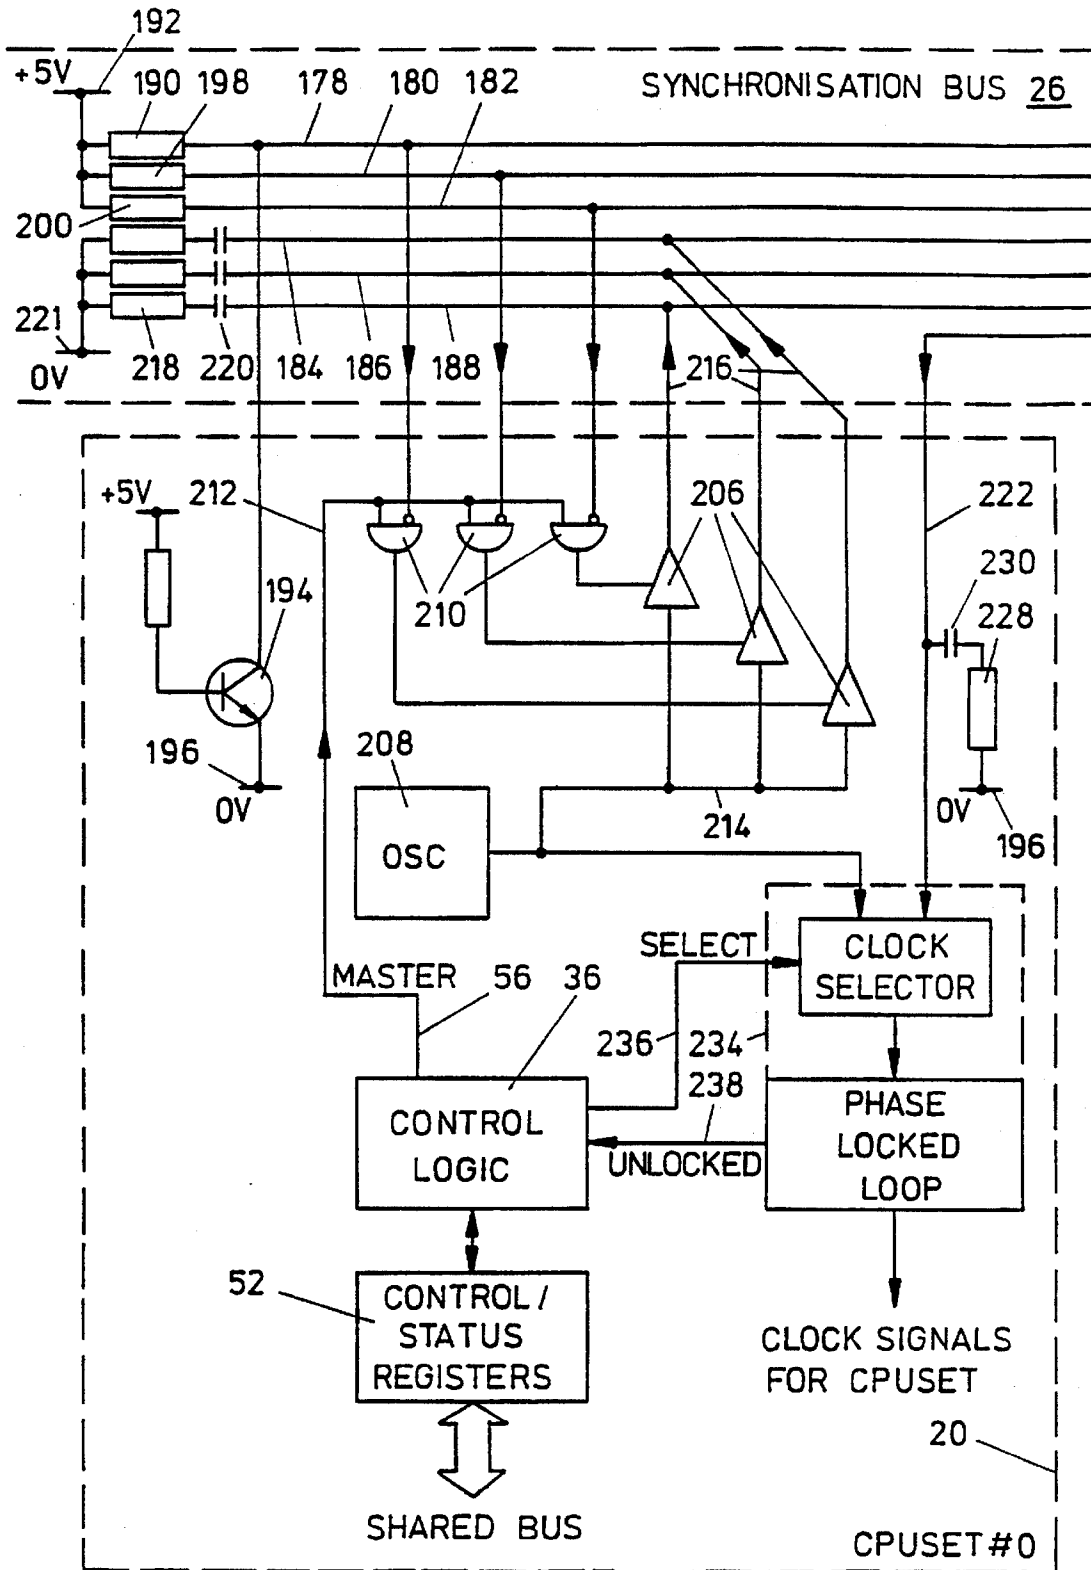 192
+5V
190 198 178 180 182
SYNCHRONISATION BUS 26
200
221
0V
218 220 184 186 188
216
+5V
212
206
222
230
228
194
210
196
0V
208
OSC
214
0V
196
MASTER
56
36
SELECT
CLOCK
SELECTOR
236
234
238
CONTROL
LOGIC
UNLOCKED
PHASE
LOCKED
LOOP
52
CONTROL/
STATUS
REGISTERS
CLOCK SIGNALS
FOR CPUSET
20
SHARED BUS
CPUSET#0